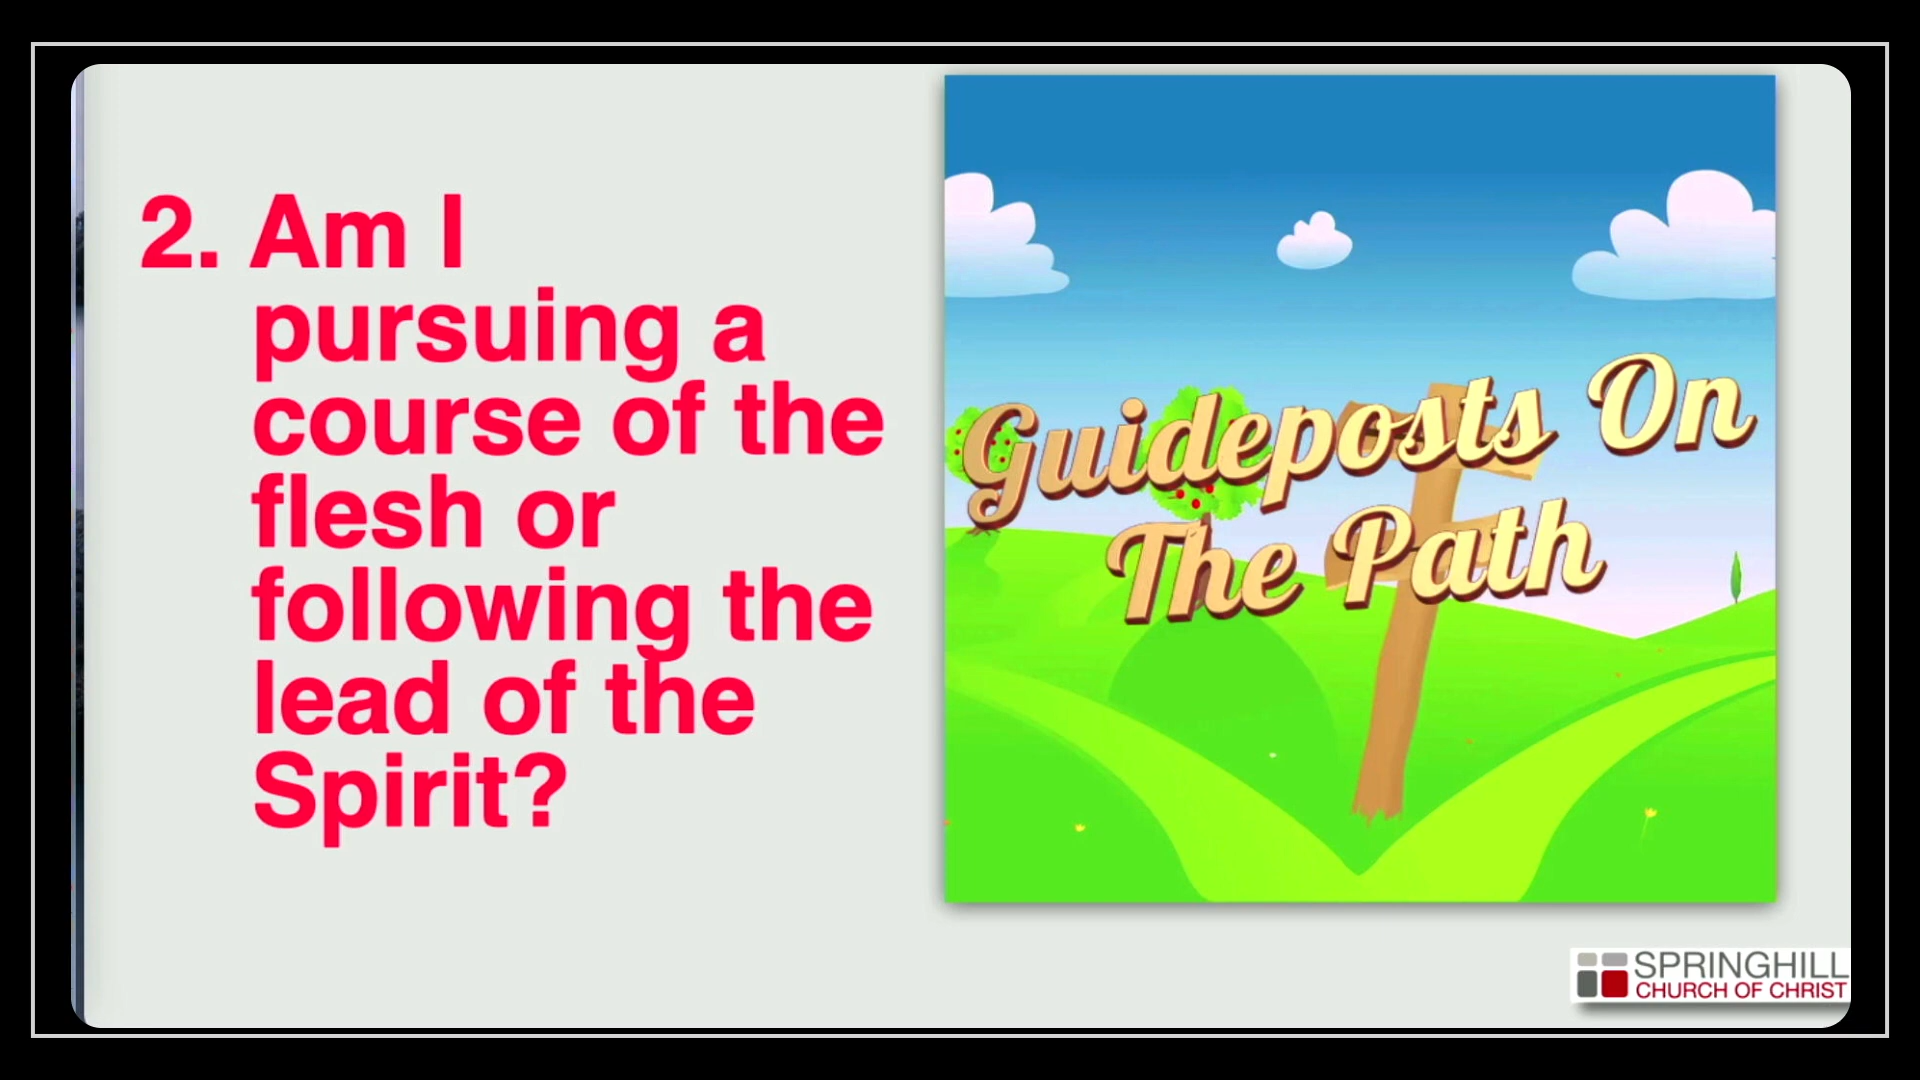 2. Am I
pursuing a
course of the
flesh or
following the
lead of the
Spirit?
Guideposts On
The Path
SPRINGHILL
CHURCH OF CHRIST